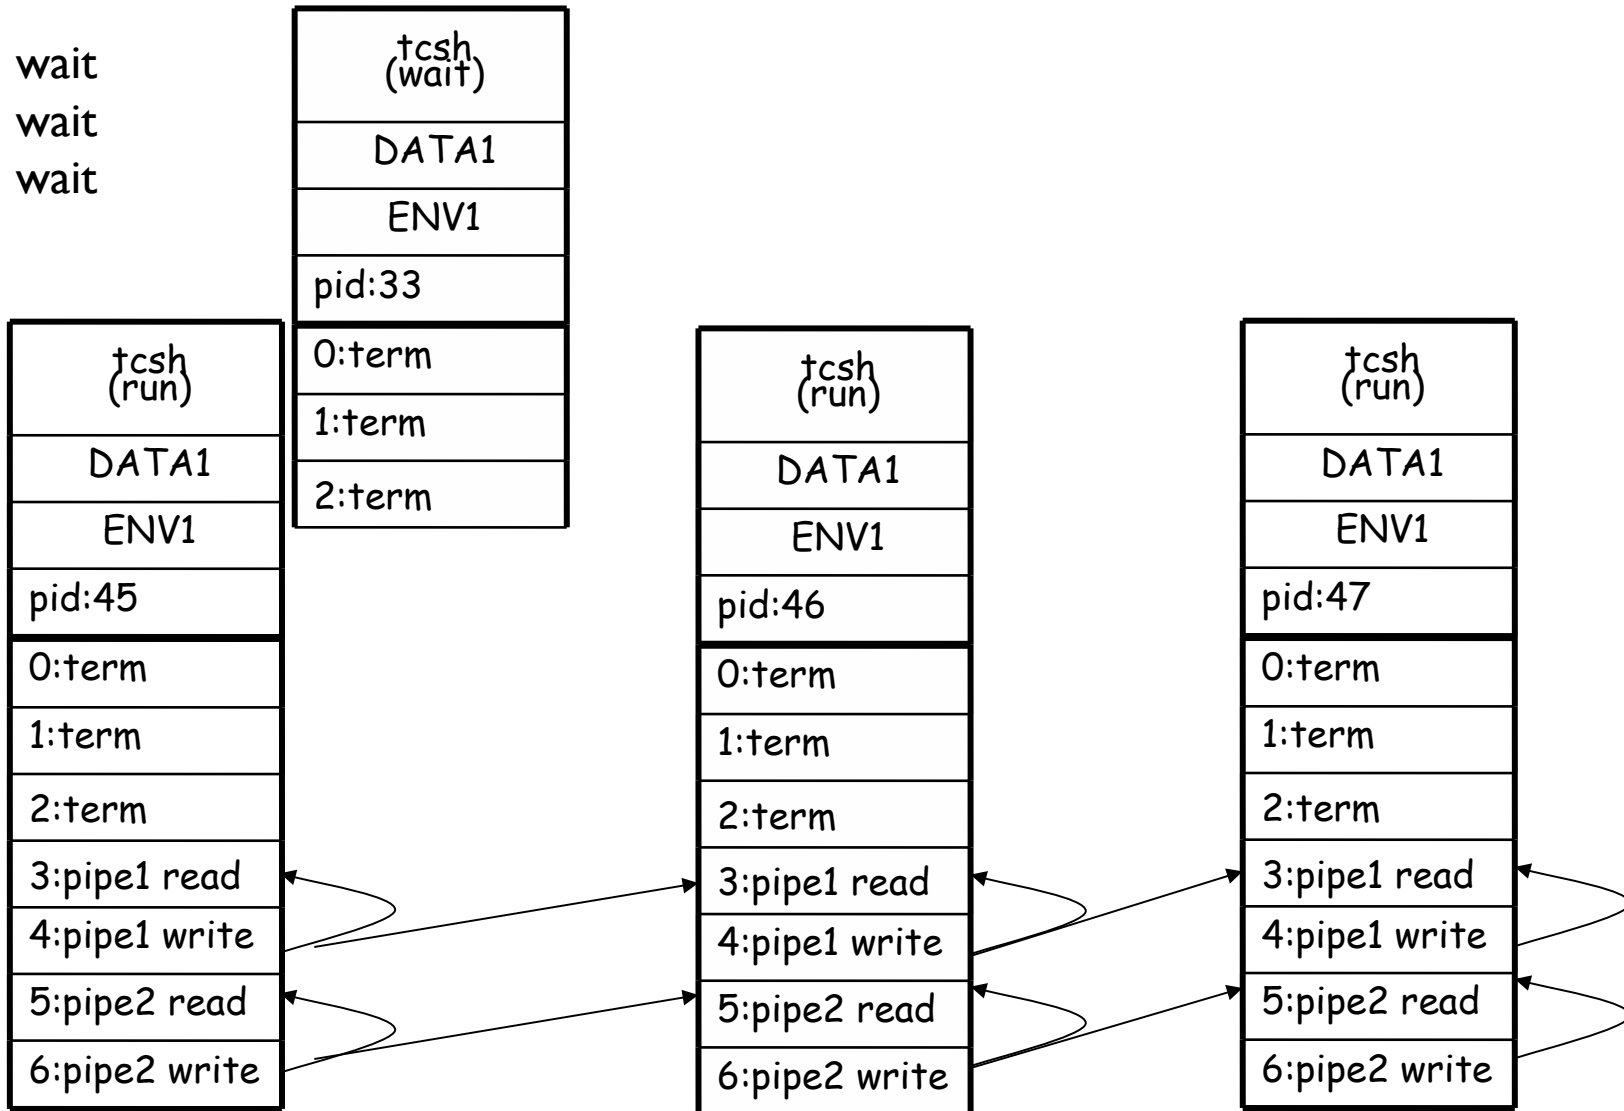 wait
wait
wait
tcsh
(wait)
DATA1
ENV1
pid:33
0:term
1:term
2:term
tcsh
(run)
DATA1
ENV1
pid:45
0:term
1:term
2:term
3:pipe1 read
4:pipe1 write
5:pipe2 read
6:pipe2 write
tcsh
(run)
DATA1
ENV1
pid:46
0:term
1:term
2:term
3:pipe1 read
4:pipe1 write
5:pipe2 read
6:pipe2 write
tcsh
(run)
DATA1
ENV1
pid:47
0:term
1:term
2:term
3:pipe1 read
4:pipe1 write
5:pipe2 read
6:pipe2 write